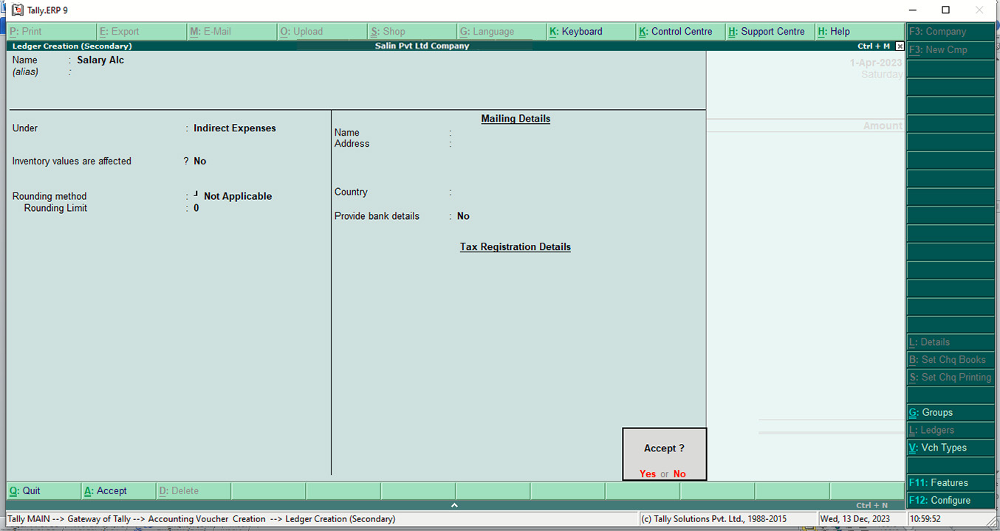 Tally.ERP 9
P: Print E: Export M: E-Mail O: Upload S: Shop G: Language K: Keyboard K: Control Centre H: Support Centre H: Help F3: Company
Ledger Creation (Secondary) Salin Pvt Ltd Company Ctrl + M
F3: New Cmp
Name : Salary Alc
(alias) :
1-Apr-2023
Saturday
Mailing Details
Amount
Under : Indirect Expenses
Name :
Address :
Inventory values are affected ? No
Country :
Rounding method : ┘ Not Applicable
Rounding Limit : 0
Provide bank details : No
Tax Registration Details
L: Details
B: Set Chq Books
S: Set Chq Printing
G: Groups
L: Ledgers
V: Vch Types
Accept ?
Yes or No
F11: Features
Q: Quit A: Accept D: Delete
F12: Configure
Ctrl + N
Tally MAIN --> Gateway of Tally --> Accounting Voucher Creation --> Ledger Creation (Secondary) (c) Tally Solutions Pvt. Ltd., 1988-2015 Wed, 13 Dec, 2023 10:59:52